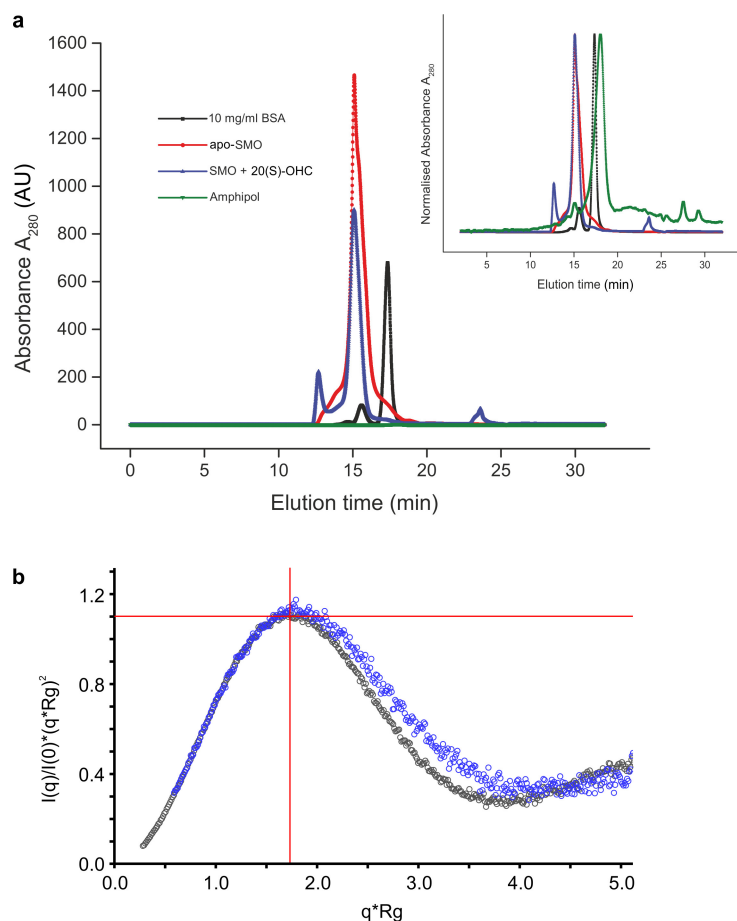 a
1600
1400
1200
1000
800
600
400
200
0
Absorbance A280 (AU)
10 mg/ml BSA
apo-SMO
SMO + 20(S)-OHC
Amphipol
0 5 10 15 20 25 30
Elution time (min)
Normalised Absorbance A280
5 10 15 20 25 30
Elution time (min)
b
1.2
0.8
0.4
0.0
I(q)/I(0)*(q*Rg)²
0.0 1.0 2.0 3.0 4.0 5.0
q*Rg